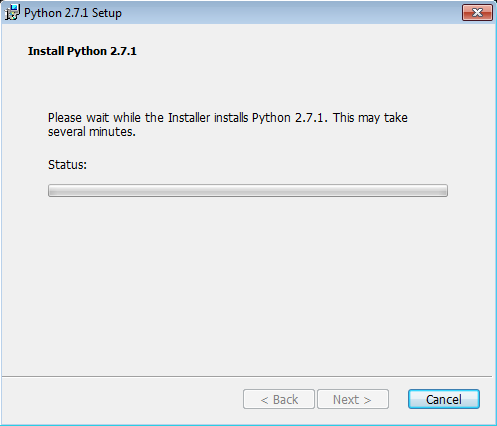 Python 2.7.1 Setup
Install Python 2.7.1
Please wait while the Installer installs Python 2.7.1. This may take
several minutes.
Status:
< Back Next > Cancel